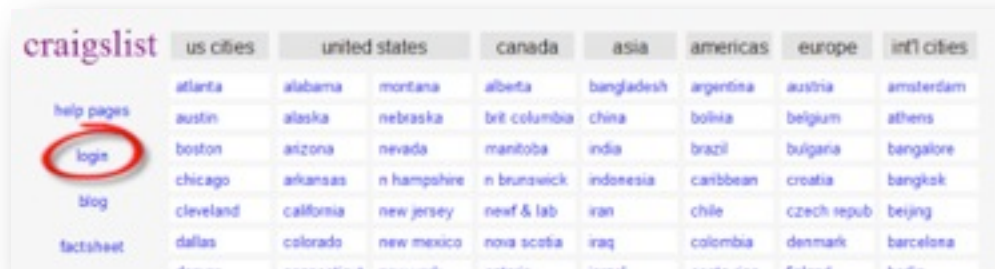 craigslist us cities united states canada asia americas europe int'l cities
atlanta alabama montana alberta bangladesh argentina austria amsterdam
help pages
austin alaska nebraska brit columbia china bolivia belgium athens
login
boston arizona nevada manitoba india brazil bulgaria bangalore
chicago arkansas n hampshire n brunswick indonesia caribbean croatia bangkok
blog
cleveland california new jersey newf & lab iran chile czech repub beijing
factsheet
dallas colorado new mexico nova scotia iraq colombia denmark barcelona